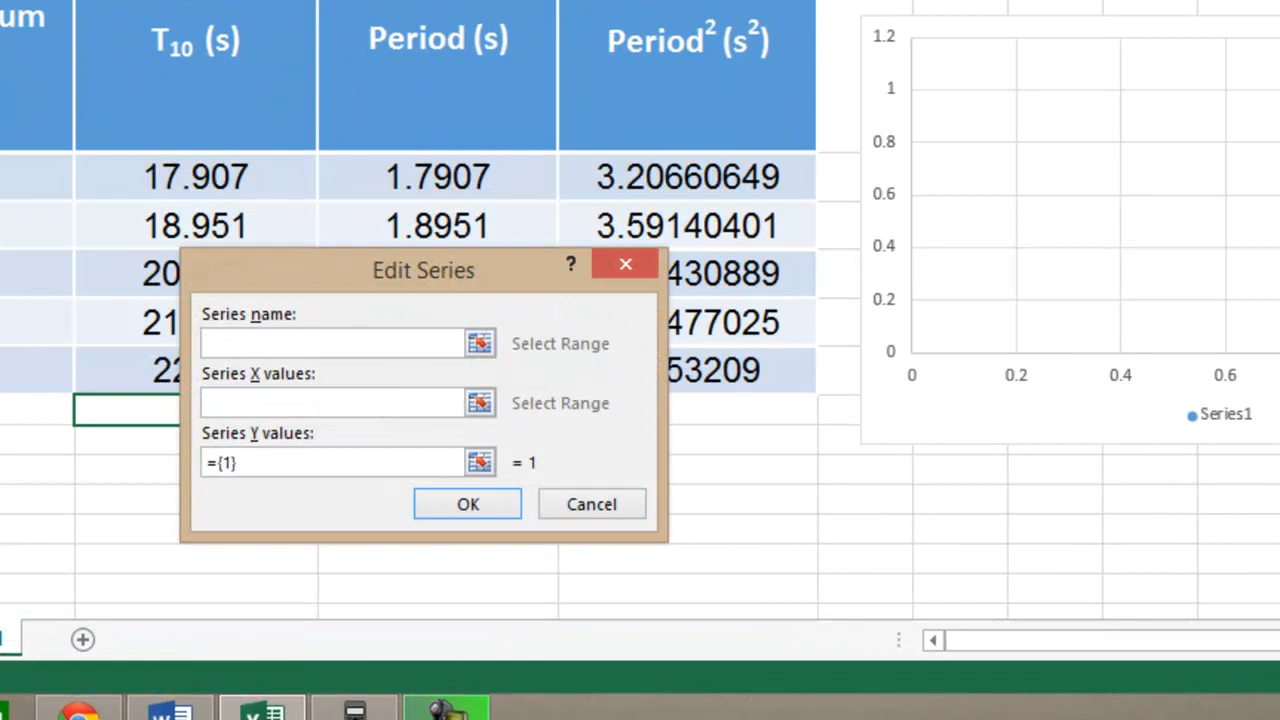 um
T10 (s) Period (s) Period2 (s2)
17.907 1.7907 3.20660649
18.951 1.8951 3.59140401
20 430889
21 477025
22 53209
Edit Series ?
Series name:
Select Range
Series X values:
Select Range
Series Y values:
={1} = 1
OK Cancel
1.2
1
0.8
0.6
0.4
0.2
0
0 0.2 0.4 0.6
Series1